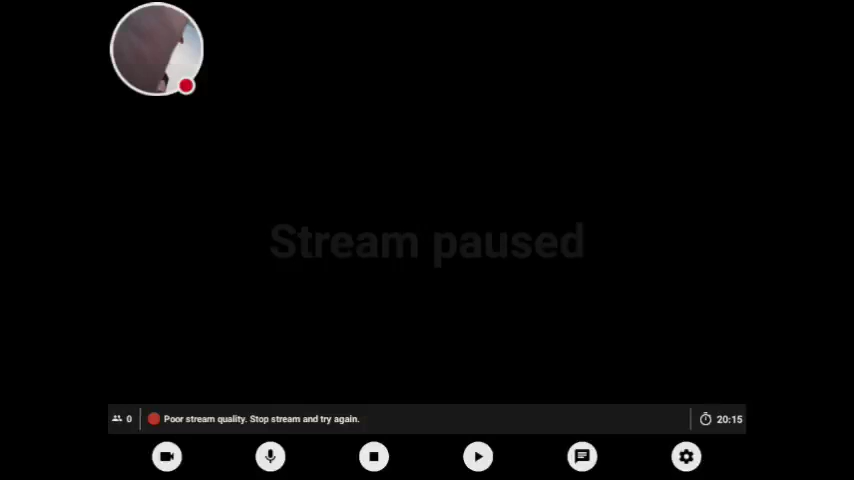 Stream paused
0
Poor stream quality. Stop stream and try again.
20:15